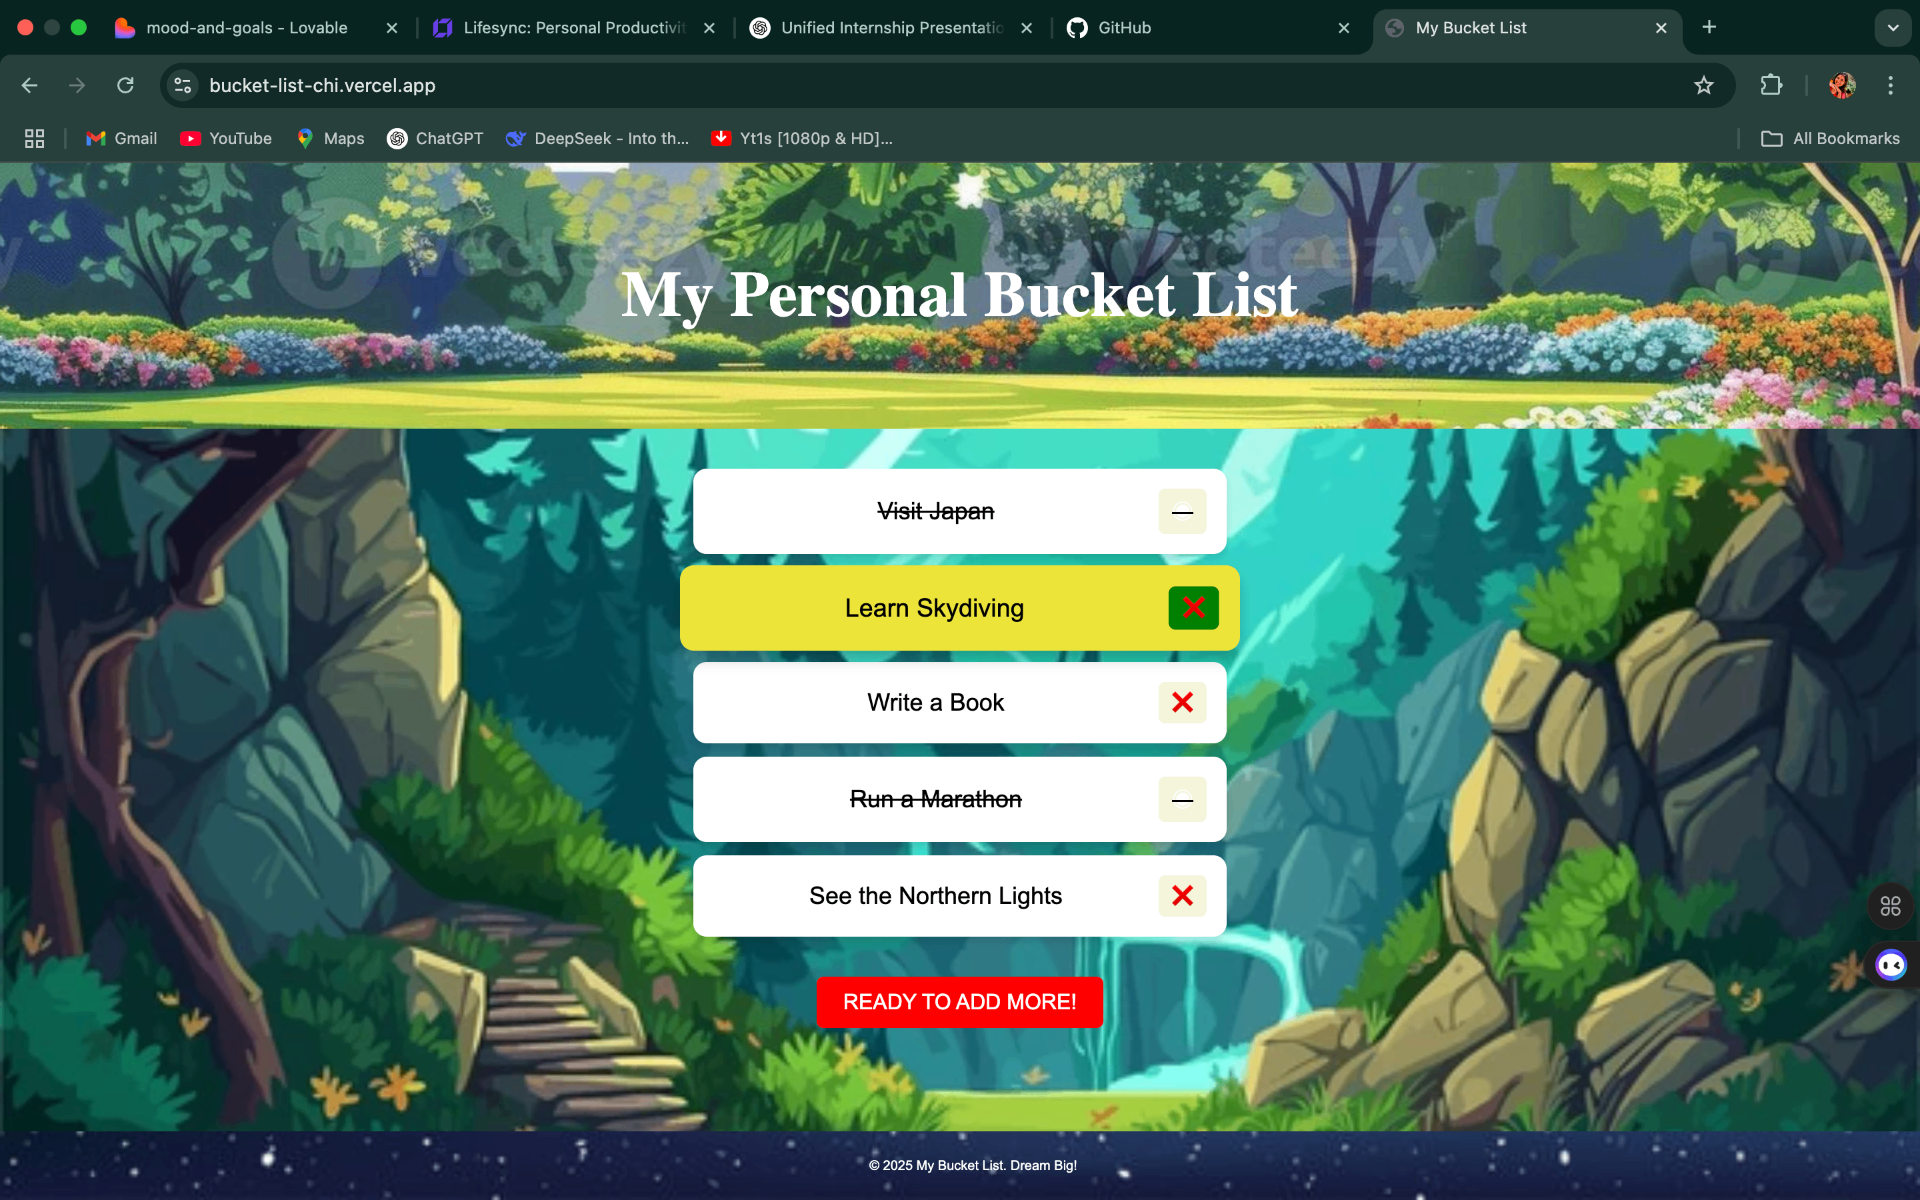 mood-and-goals - Lovable
Lifesync: Personal Productivit
Unified Internship Presentatio
GitHub
My Bucket List
bucket-list-chi.vercel.app
Gmail
YouTube
Maps
ChatGPT
DeepSeek - Into th...
Yt1s [1080p & HD]...
All Bookmarks
vecteezy
My Personal Bucket List
Visit Japan
Learn Skydiving
Write a Book
Run a Marathon
See the Northern Lights
READY TO ADD MORE!
© 2025 My Bucket List. Dream Big!